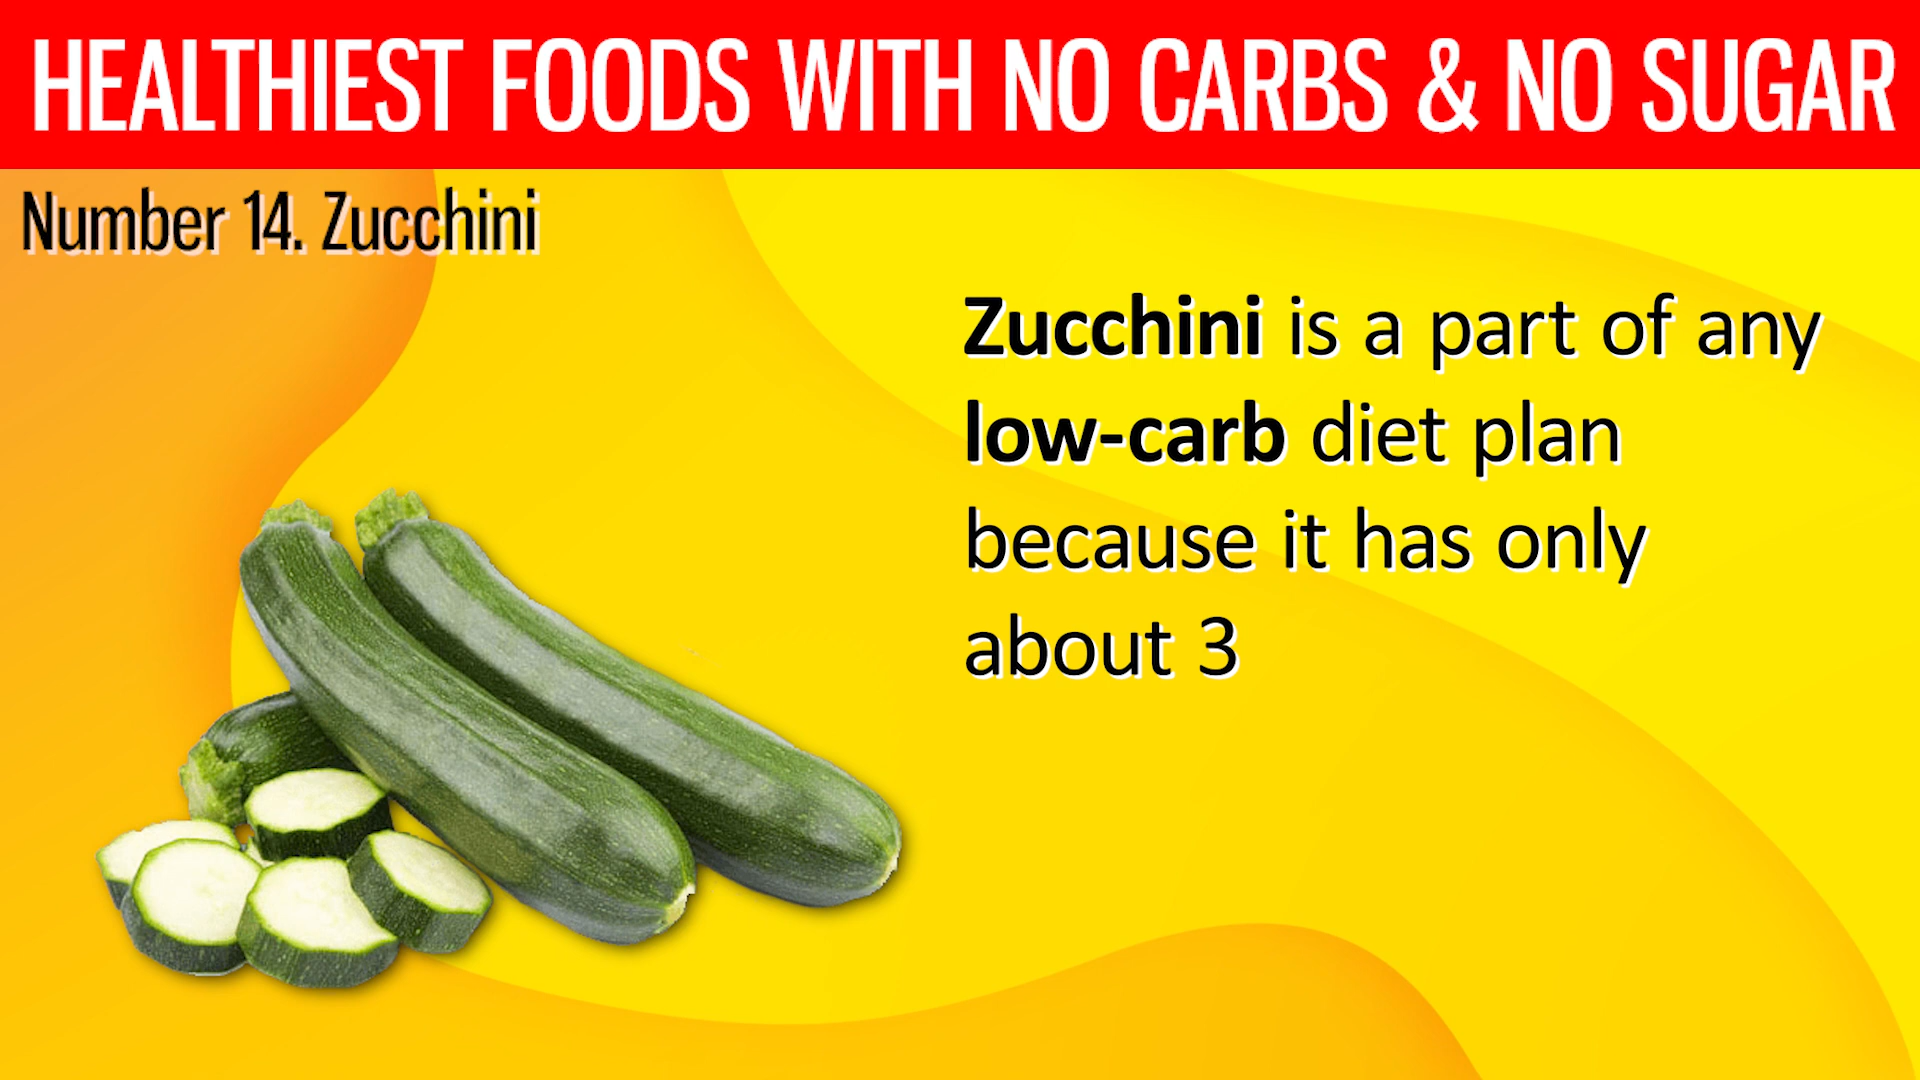 HEALTHIEST FOODS WITH NO CARBS & NO SUGAR
Number 14. Zucchini
Zucchini is a part of any
low-carb diet plan
because it has only
about 3